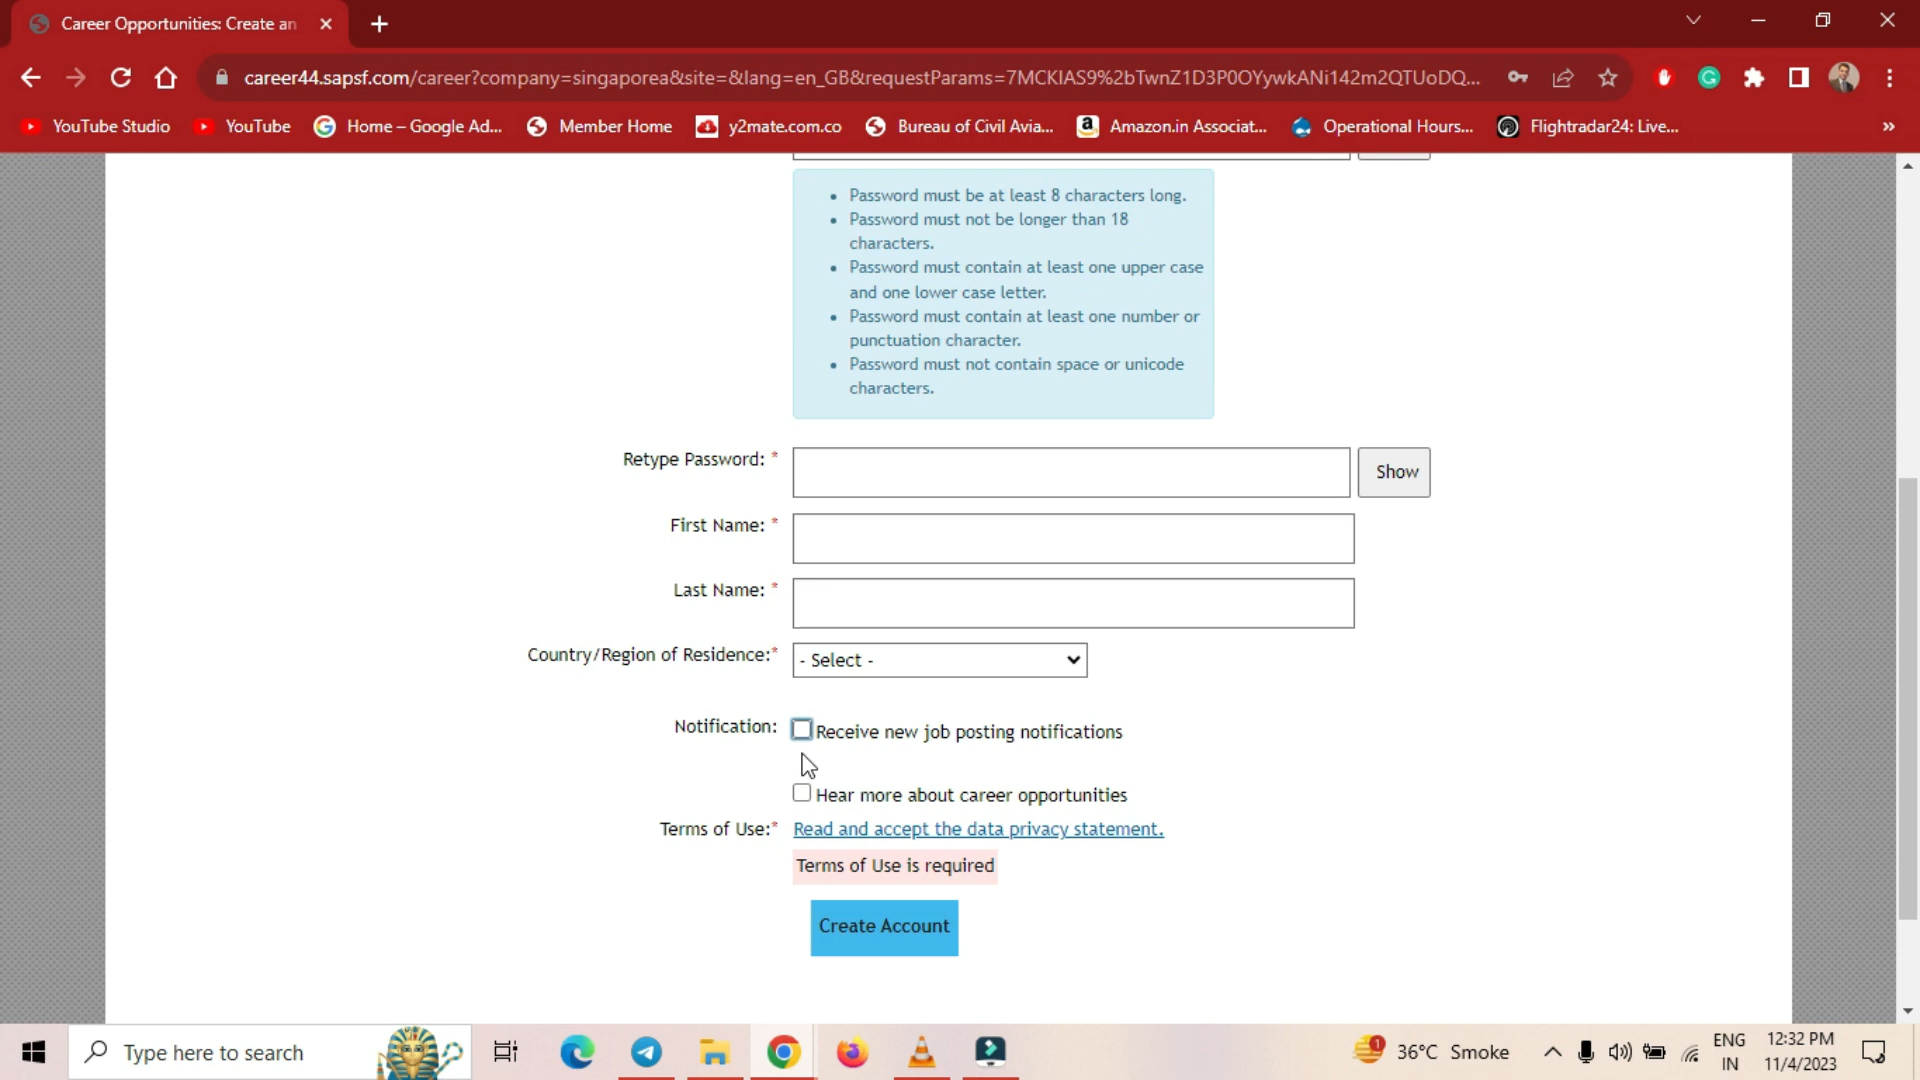 Career Opportunities: Create an
career44.sapsf.com/career?company=singaporea&site=&lang=en_GB&requestParams=7MCKIAS9%2bTwnZ1D3P0OYywkANi142m2QTUoDQ...
YouTube Studio YouTube Home – Google Ad... Member Home y2mate.com.co Bureau of Civil Avia... Amazon.in Associat... Operational Hours... Flightradar24: Live... »
Password must be at least 8 characters long.
Password must not be longer than 18
characters.
Password must contain at least one upper case
and one lower case letter.
Password must contain at least one number or
punctuation character.
Password must not contain space or unicode
characters.
Retype Password: * Show
First Name: *
Last Name: *
Country/Region of Residence:* - Select -
Notification: Receive new job posting notifications
Hear more about career opportunities
Terms of Use:* Read and accept the data privacy statement.
Terms of Use is required
Create Account
Type here to search
1 36°C Smoke
ENG 12:32 PM
IN 11/4/2023